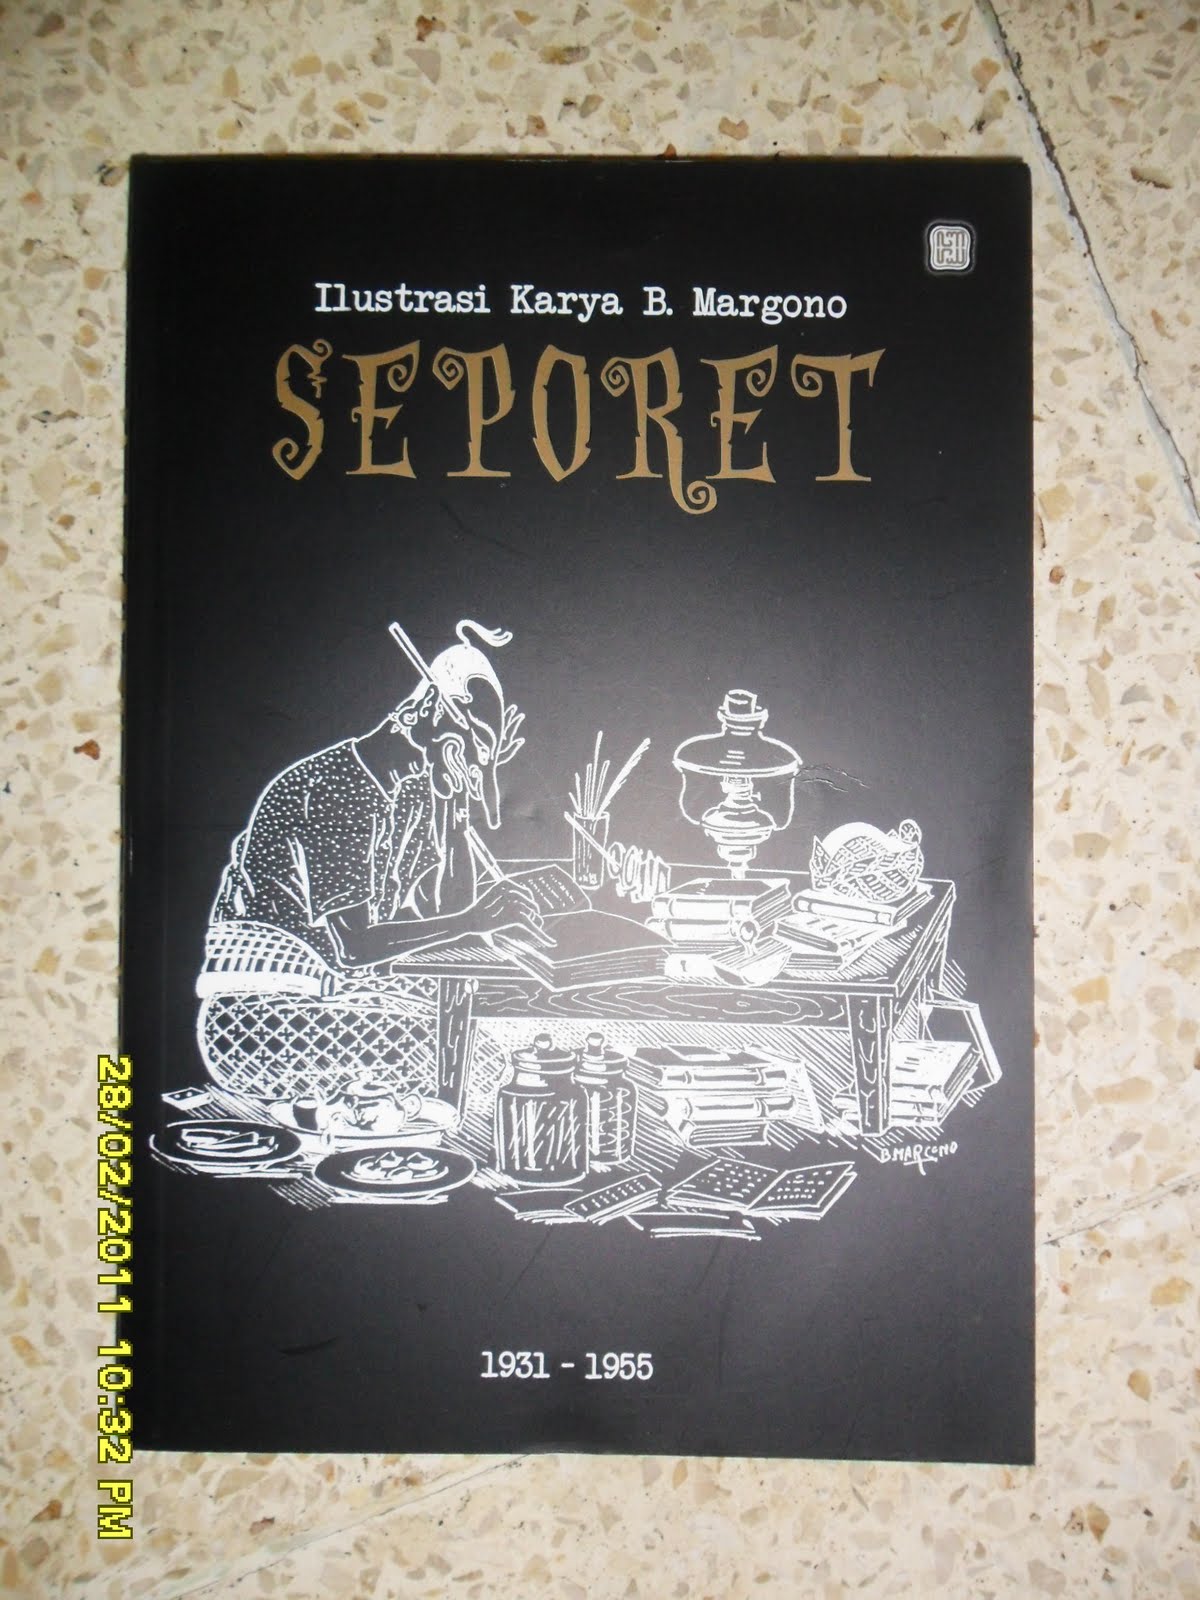 Ilustrasi Karya B. Margono
SEPORET
B.MARGONO
1931 - 1955
28/02/2011 10:32 PM